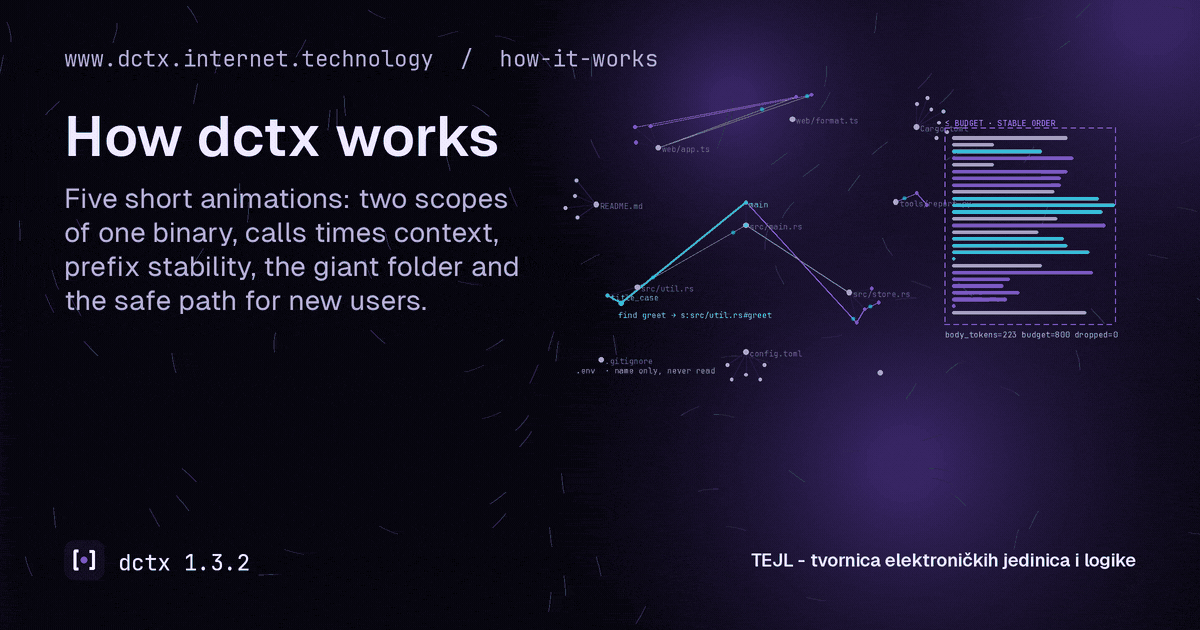 www.dctx.internet.technology / how-it-works
How dctx works
Five short animations: two scopes
of one binary, calls times context,
prefix stability, the giant folder and
the safe path for new users.
web/format.ts
web/app.ts
BUDGET · STABLE ORDER
README.md
main
src/main.rs
src/util.rs
title_case
src/store.rs
find greet → s:src/util.rs#greet
body_tokens=223 budget=800 dropped=0
config.toml
.gitignore
.env · name only, never read
dctx 1.3.2
TEJL - tvornica elektroničkih jedinica i logike